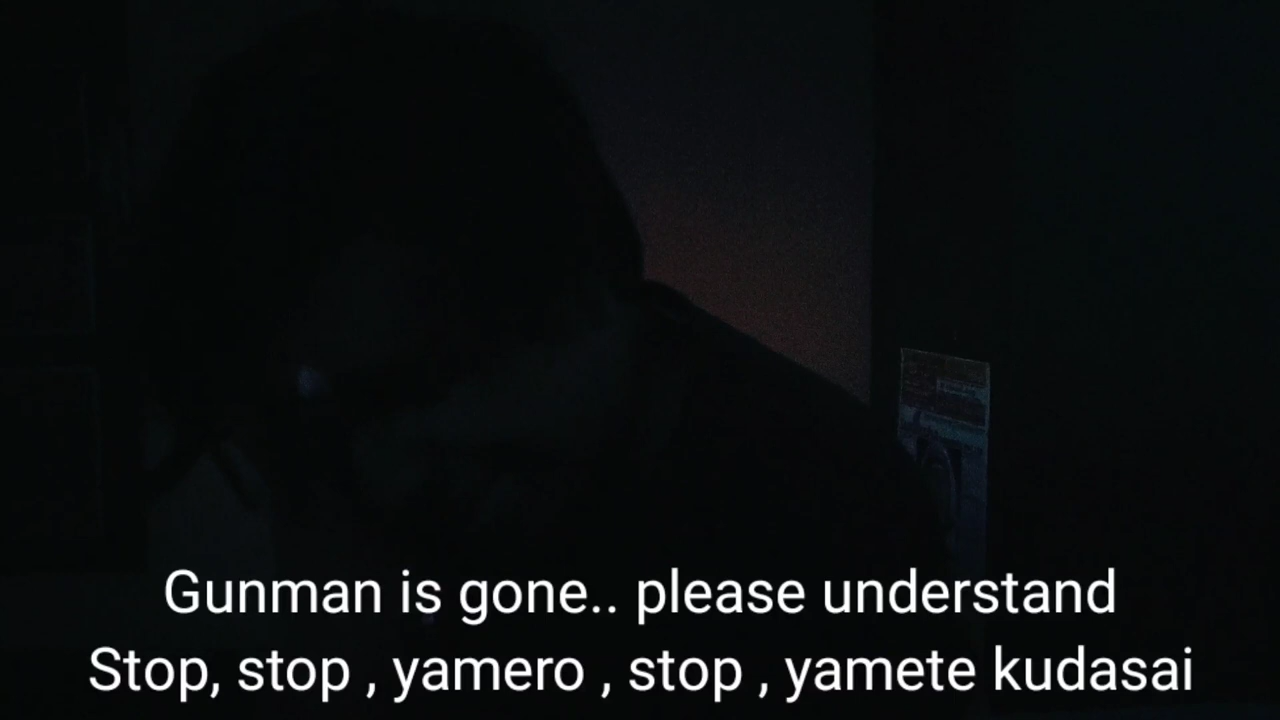 Gunman is gone.. please understand
Stop, stop , yamero , stop , yamete kudasai